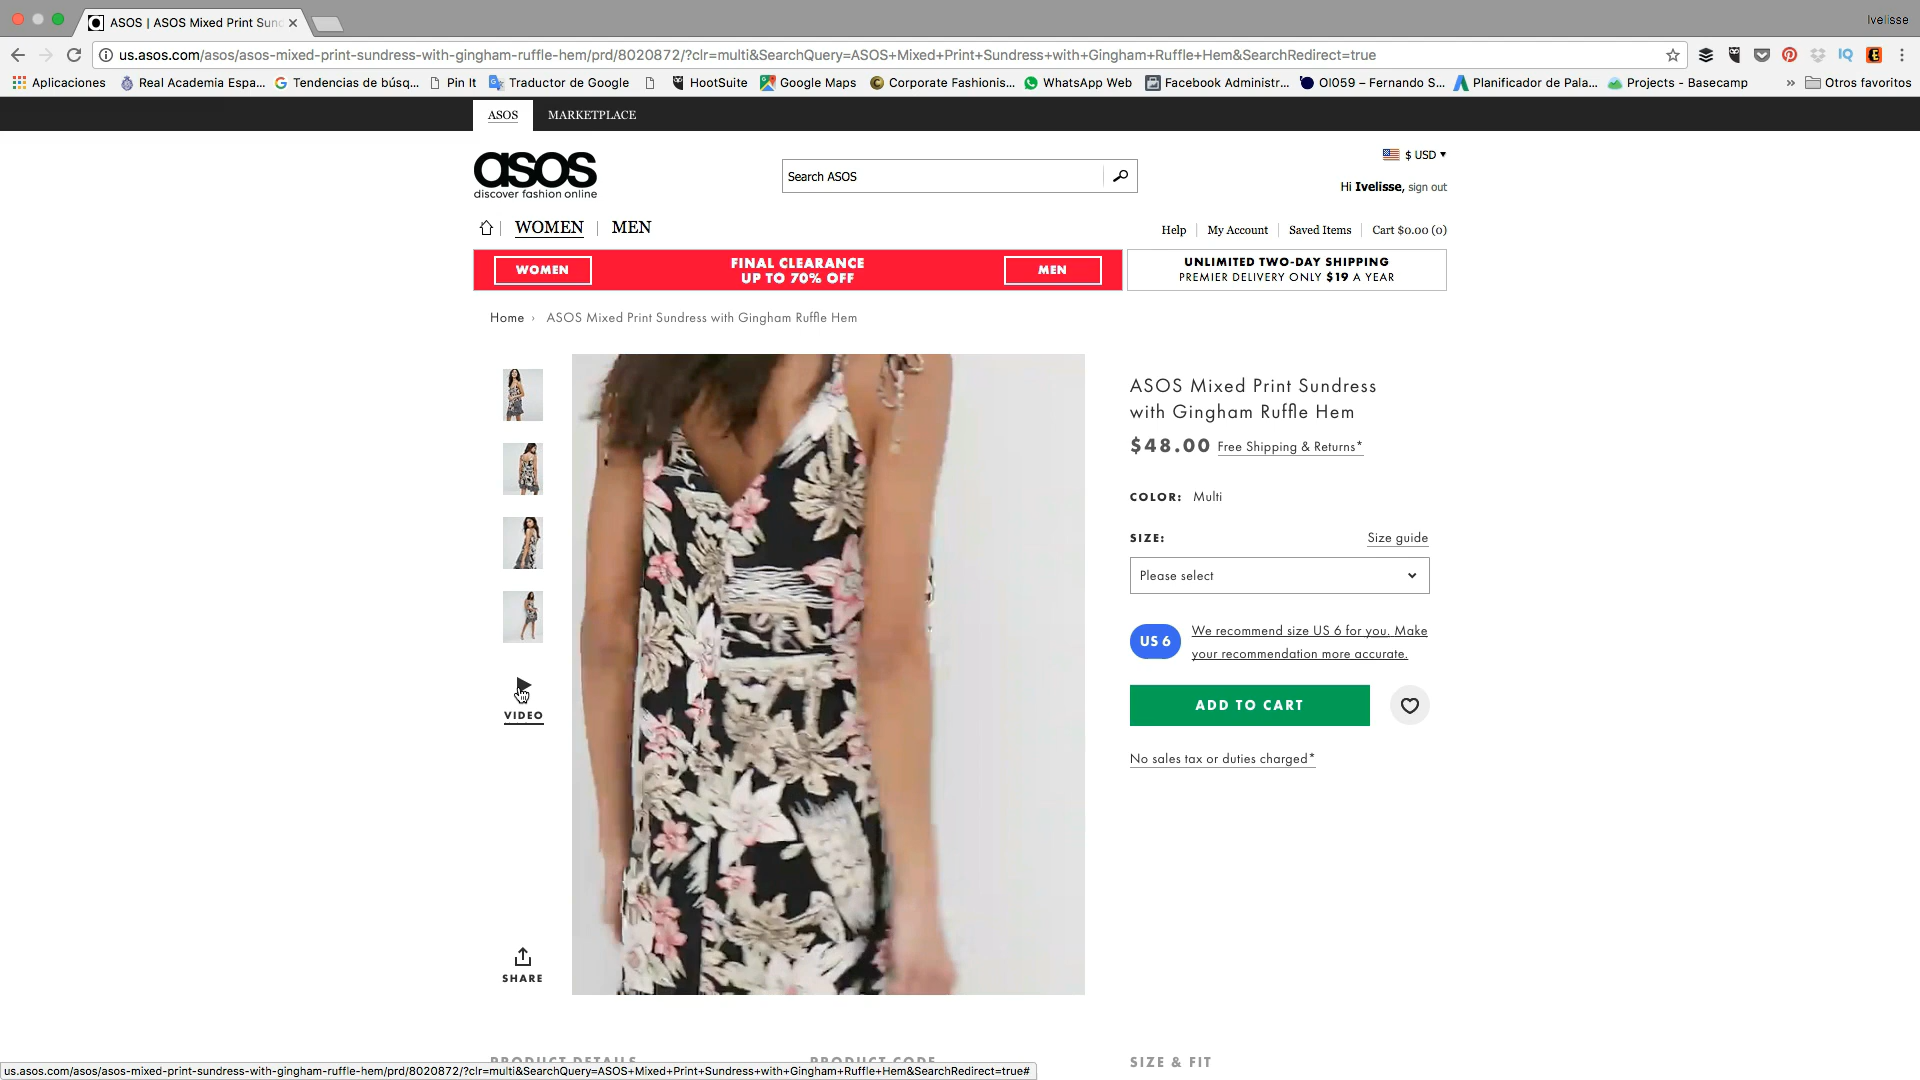 Ivelisse
ASOS | ASOS Mixed Print Sun
us.asos.com/asos/asos-mixed-print-sundress-with-gingham-ruffle-hem/prd/8020872/?clr=multi&SearchQuery=ASOS+Mixed+Print+Sundress+with+Gingham+Ruffle+Hem&SearchRedirect=true
Aplicaciones Real Academia Espa... Tendencias de búsq... Pin It Traductor de Google HootSuite Google Maps Corporate Fashionis... WhatsApp Web Facebook Administr... OI059 – Fernando S... Planificador de Pala... Projects - Basecamp » Otros favoritos
ASOS MARKETPLACE
asos
discover fashion online
Search ASOS
$ USD
Hi Ivelisse, sign out
WOMEN MEN
Help My Account Saved Items Cart $0.00 (0)
WOMEN
FINAL CLEARANCE
UP TO 70% OFF
MEN
UNLIMITED TWO-DAY SHIPPING
PREMIER DELIVERY ONLY $19 A YEAR
Home › ASOS Mixed Print Sundress with Gingham Ruffle Hem
VIDEO
SHARE
ASOS Mixed Print Sundress
with Gingham Ruffle Hem
$48.00 Free Shipping & Returns*
COLOR: Multi
SIZE: Size guide
Please select
US 6
We recommend size US 6 for you. Make
your recommendation more accurate.
ADD TO CART
No sales tax or duties charged*
PRODUCT DETAILS PRODUCT CODE SIZE & FIT
us.asos.com/asos/asos-mixed-print-sundress-with-gingham-ruffle-hem/prd/8020872/?clr=multi&SearchQuery=ASOS+Mixed+Print+Sundress+with+Gingham+Ruffle+Hem&SearchRedirect=true#